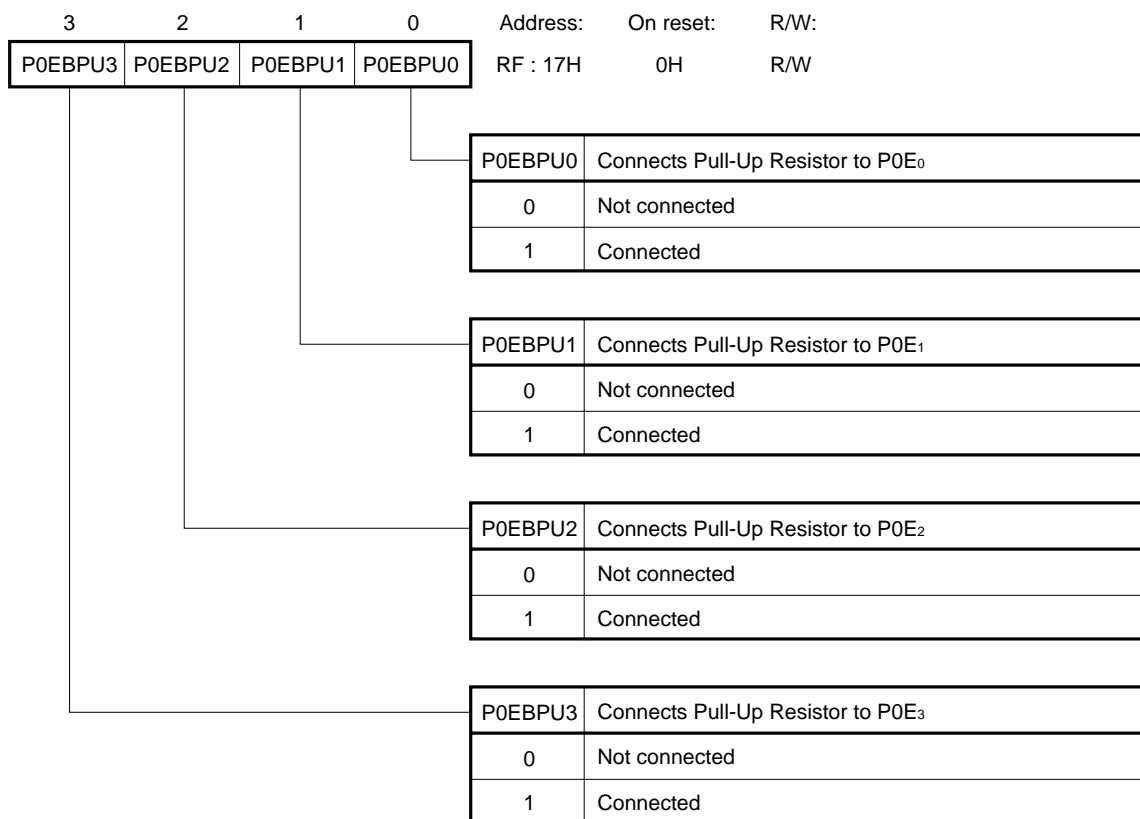 3 2 1 0 Address: On reset: R/W:
P0EBPU3 P0EBPU2 P0EBPU1 P0EBPU0 RF : 17H 0H R/W
P0EBPU0 Connects Pull-Up Resistor to P0E₀
0 Not connected
1 Connected
P0EBPU1 Connects Pull-Up Resistor to P0E₁
0 Not connected
1 Connected
P0EBPU2 Connects Pull-Up Resistor to P0E₂
0 Not connected
1 Connected
P0EBPU3 Connects Pull-Up Resistor to P0E₃
0 Not connected
1 Connected